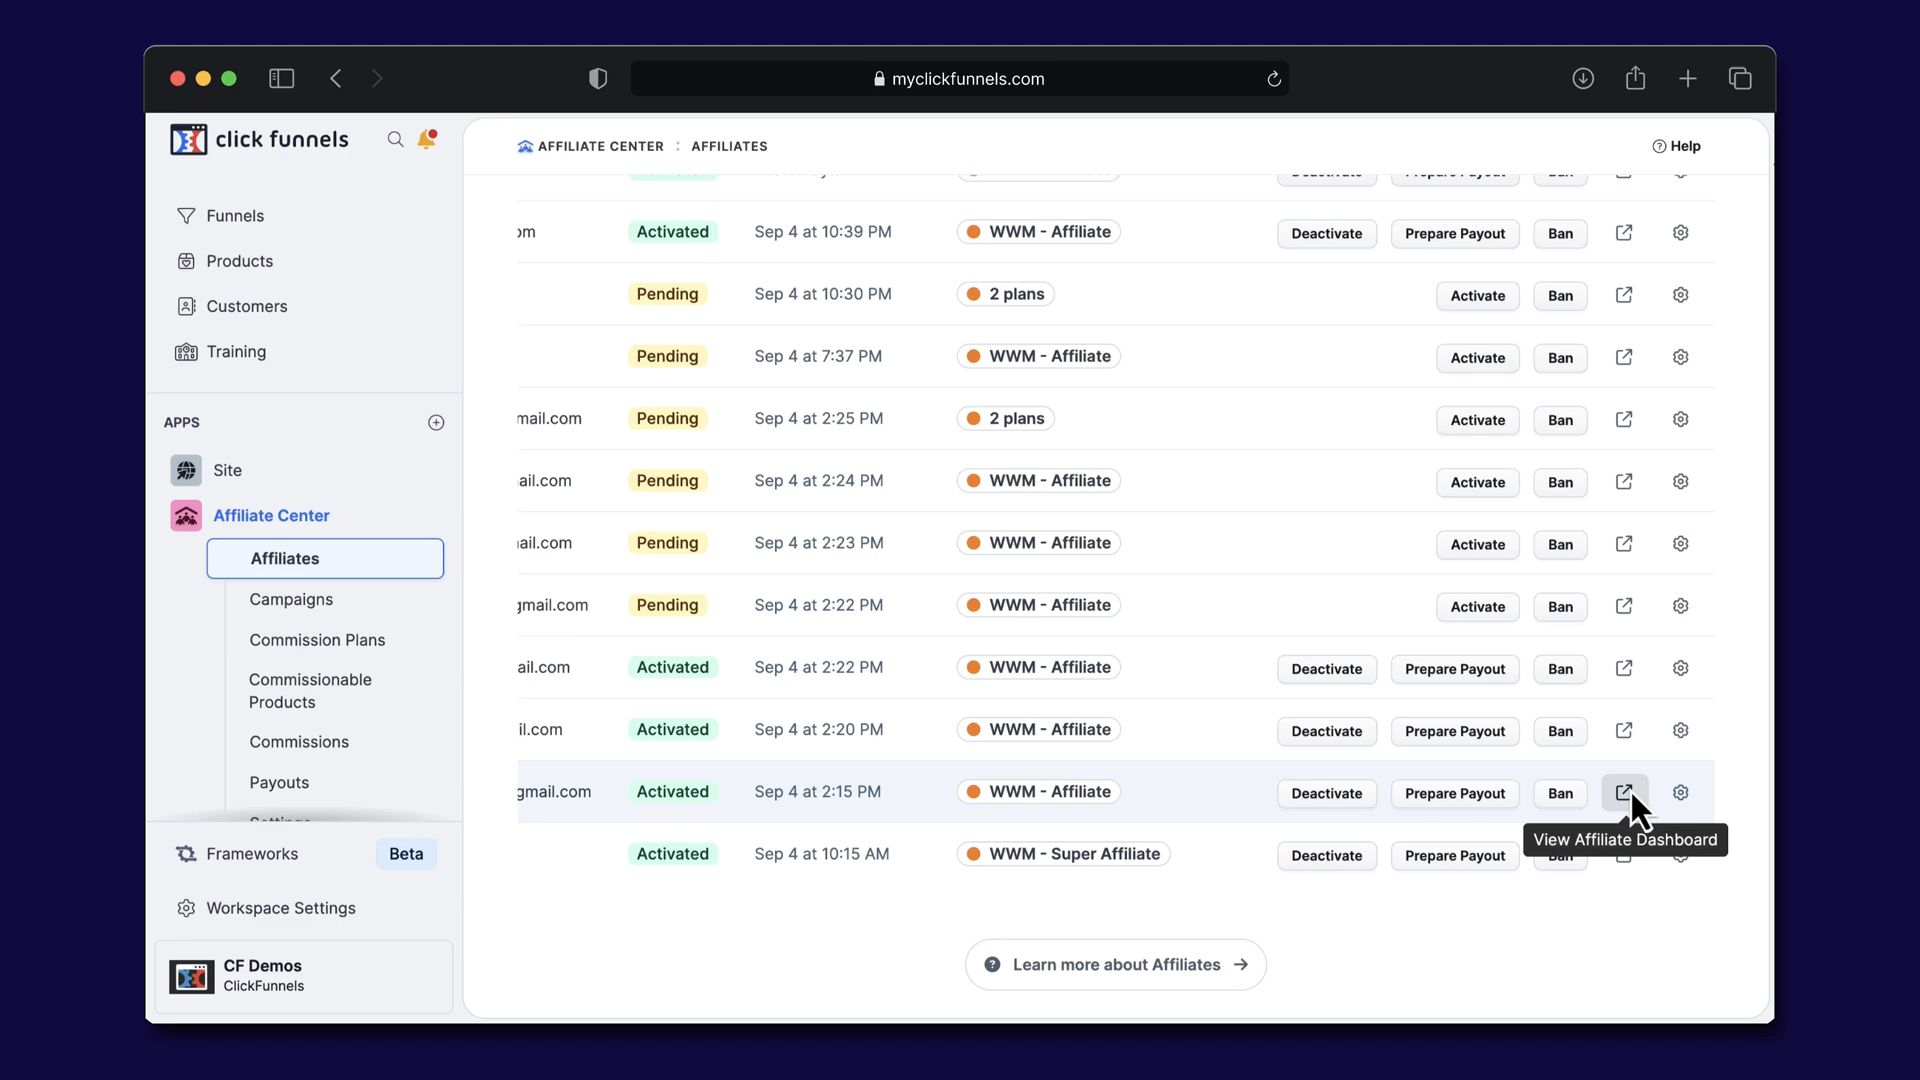 myclickfunnels.com
click funnels
AFFILIATE CENTER : AFFILIATES
Help
Funnels
Products
Customers
Training
APPS
Site
Affiliate Center
Affiliates
Campaigns
Commission Plans
Commissionable
Products
Commissions
Payouts
Settings
Frameworks Beta
Workspace Settings
CF Demos
ClickFunnels
Deactivate Prepare Payout Ban
om Activated Sep 4 at 10:39 PM WWM - Affiliate Deactivate Prepare Payout Ban
Pending Sep 4 at 10:30 PM 2 plans Activate Ban
Pending Sep 4 at 7:37 PM WWM - Affiliate Activate Ban
mail.com Pending Sep 4 at 2:25 PM 2 plans Activate Ban
ail.com Pending Sep 4 at 2:24 PM WWM - Affiliate Activate Ban
ail.com Pending Sep 4 at 2:23 PM WWM - Affiliate Activate Ban
gmail.com Pending Sep 4 at 2:22 PM WWM - Affiliate Activate Ban
ail.com Activated Sep 4 at 2:22 PM WWM - Affiliate Deactivate Prepare Payout Ban
il.com Activated Sep 4 at 2:20 PM WWM - Affiliate Deactivate Prepare Payout Ban
gmail.com Activated Sep 4 at 2:15 PM WWM - Affiliate Deactivate Prepare Payout Ban
View Affiliate Dashboard
Activated Sep 4 at 10:15 AM WWM - Super Affiliate Deactivate Prepare Payout Ban
Learn more about Affiliates →